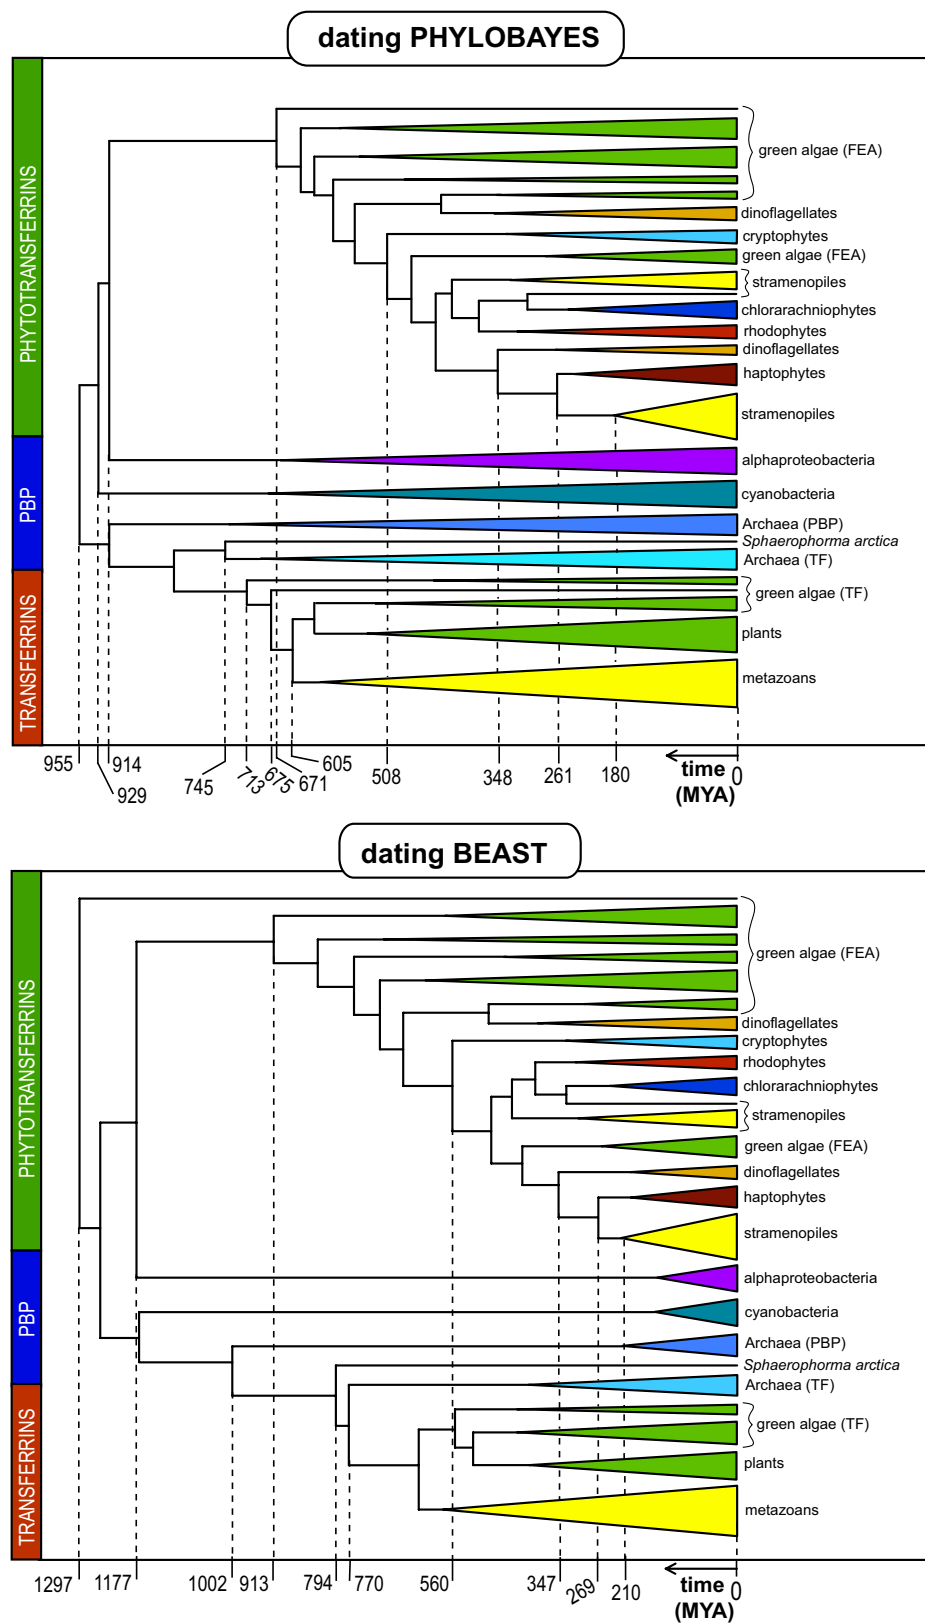 dating PHYLOBAYES
PHYTOTRANSFERRINS
PBP
TRANSFERRINS
green algae (FEA)
dinoflagellates
cryptophytes
green algae (FEA)
stramenopiles
chlorarachniophytes
rhodophytes
dinoflagellates
haptophytes
stramenopiles
alphaproteobacteria
cyanobacteria
Archaea (PBP)
Sphaerophorma arctica
Archaea (TF)
green algae (TF)
plants
metazoans
955
929
914
745
713
675
671
605
508
348
261
180
time
(MYA)
0
dating BEAST
PHYTOTRANSFERRINS
PBP
TRANSFERRINS
green algae (FEA)
dinoflagellates
cryptophytes
rhodophytes
chlorarachniophytes
stramenopiles
green algae (FEA)
dinoflagellates
haptophytes
stramenopiles
alphaproteobacteria
cyanobacteria
Archaea (PBP)
Sphaerophorma arctica
Archaea (TF)
green algae (TF)
plants
metazoans
1297
1177
1002
913
794
770
560
347
269
210
time
(MYA)
0